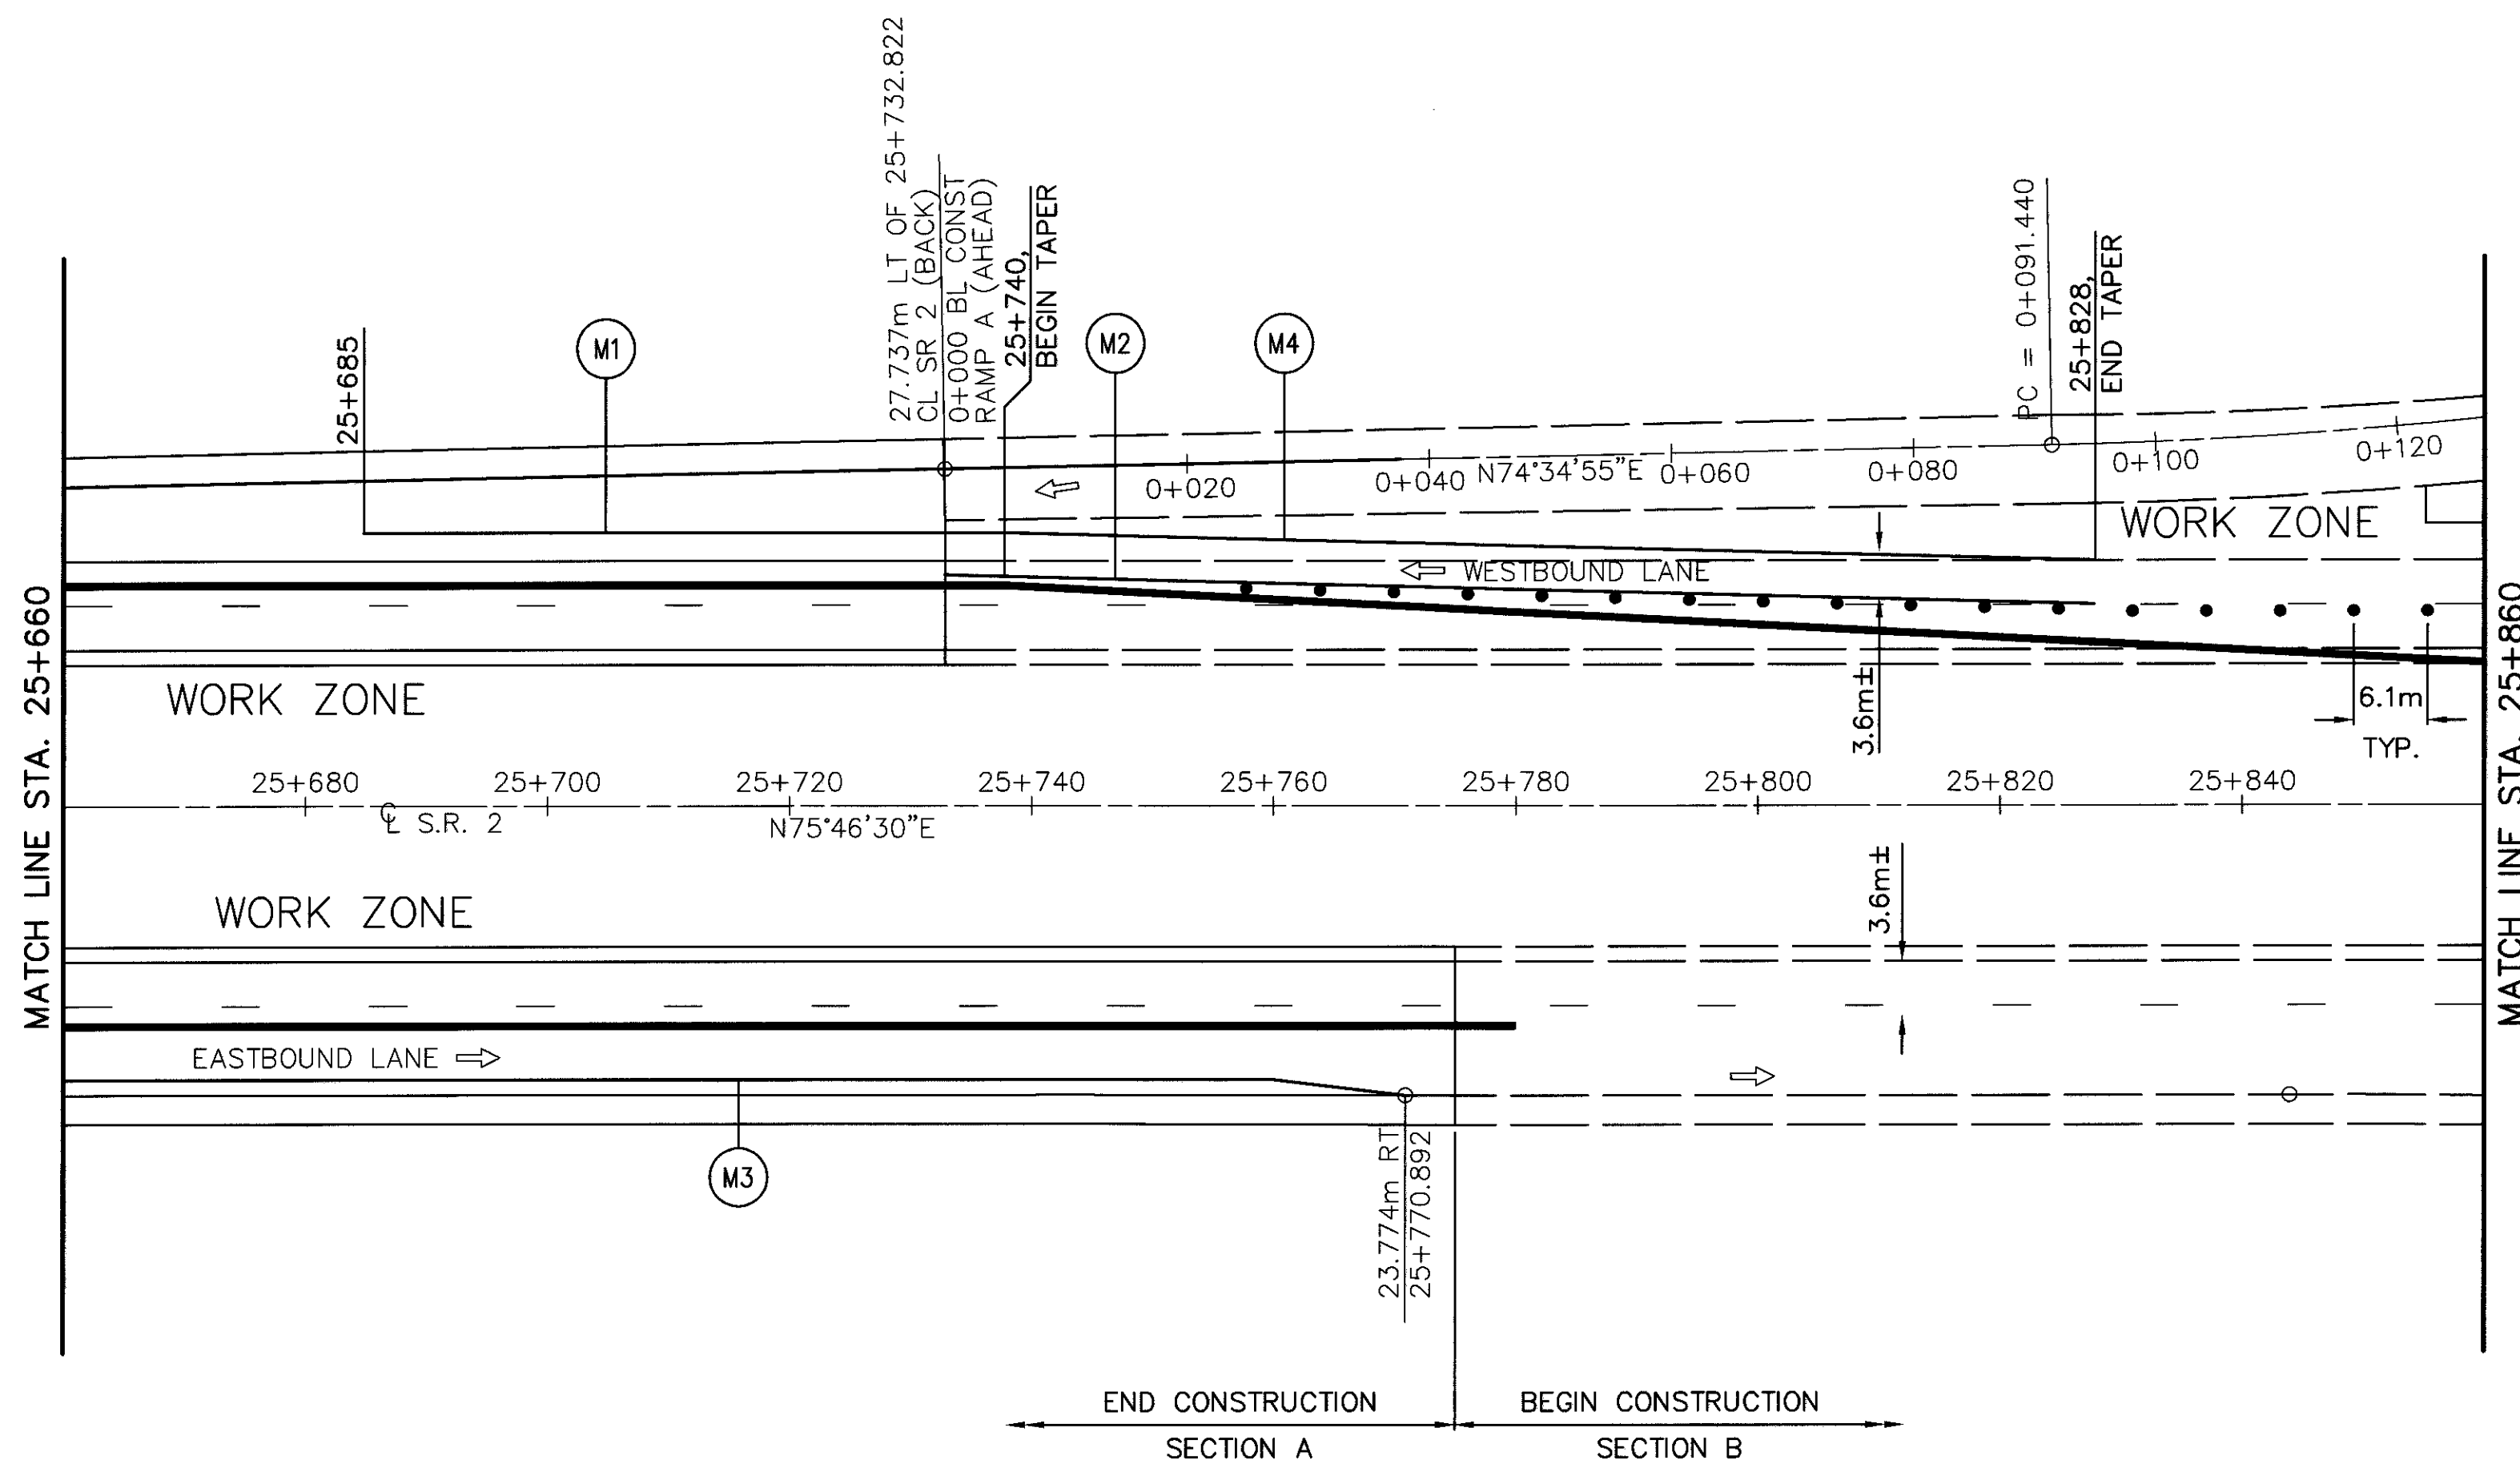 27.737m LT OF 25+732.822
CL SR 2 (BACK)
0+000 BL CONST
RAMP A (AHEAD)
25+740,
BEGIN TAPER
PC = 0+091.440
25+828,
END TAPER
25+685
M1
M2
M4
0+020
0+040
N74°34'55"E
0+060
0+080
0+100
0+120
WORK ZONE
WESTBOUND LANE
MATCH LINE STA. 25+660
MATCH LINE STA. 25+860
WORK ZONE
3.6m±
6.1m
TYP.
25+680
25+700
25+720
25+740
25+760
25+780
25+800
25+820
25+840
℄ S.R. 2
N75°46'30"E
3.6m±
WORK ZONE
EASTBOUND LANE
M3
23.774m RT
25+770.892
END CONSTRUCTION
SECTION A
BEGIN CONSTRUCTION
SECTION B